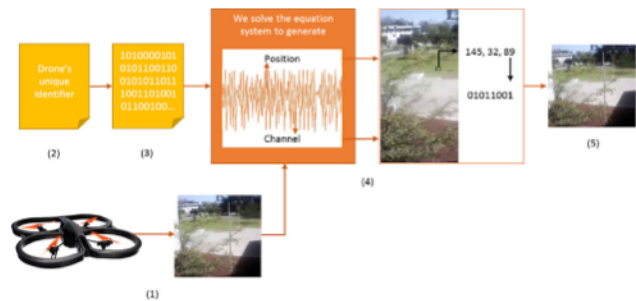 We solve the equation
system to generate
Position
Channel
Drone's
unique
identifier
1010000101
0101100110
0101011011
1001101001
01100100...
145, 32, 89
01011001
(2)
(3)
(4)
(5)
(1)